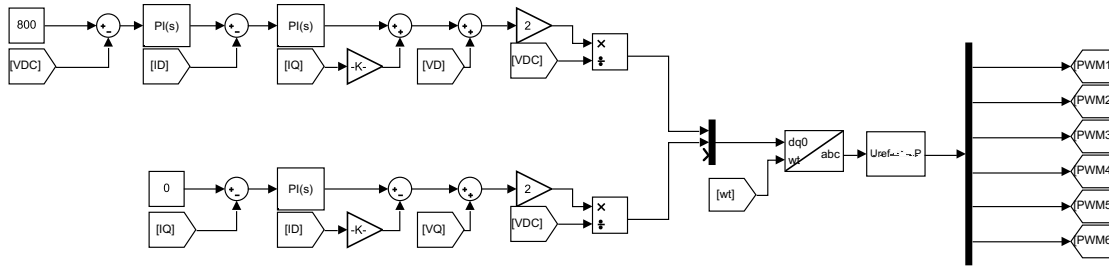 800
PI(s)
PI(s)
2
[VDC]
[ID]
[IQ]
-K-
[VD]
[VDC]
×
÷
[PWM1
[PWM2
[PWM3
[PWM4
[PWM5
[PWM6
dq0
wt
abc
[wt]
0
PI(s)
2
[IQ]
[ID]
-K-
[VQ]
[VDC]
×
÷